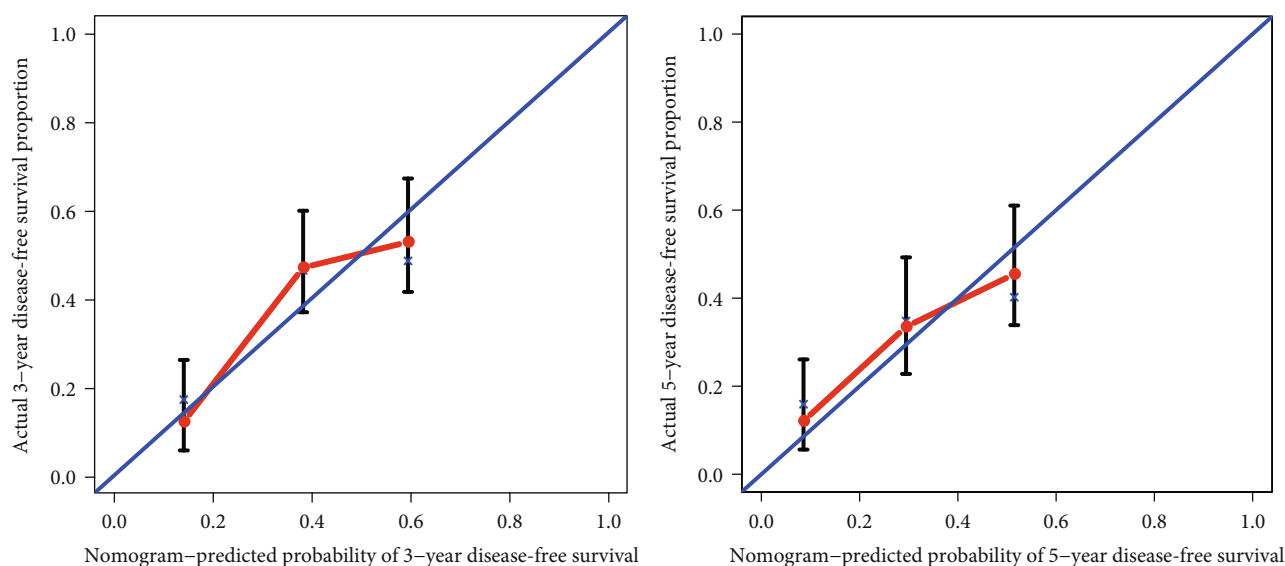 Actual 3−year disease-free survival proportion
1.0
0.8
0.6
0.4
0.2
0.0
0.0 0.2 0.4 0.6 0.8 1.0
Nomogram−predicted probability of 3−year disease-free survival
Actual 5−year disease-free survival proportion
1.0
0.8
0.6
0.4
0.2
0.0
0.0 0.2 0.4 0.6 0.8 1.0
Nomogram−predicted probability of 5−year disease-free survival